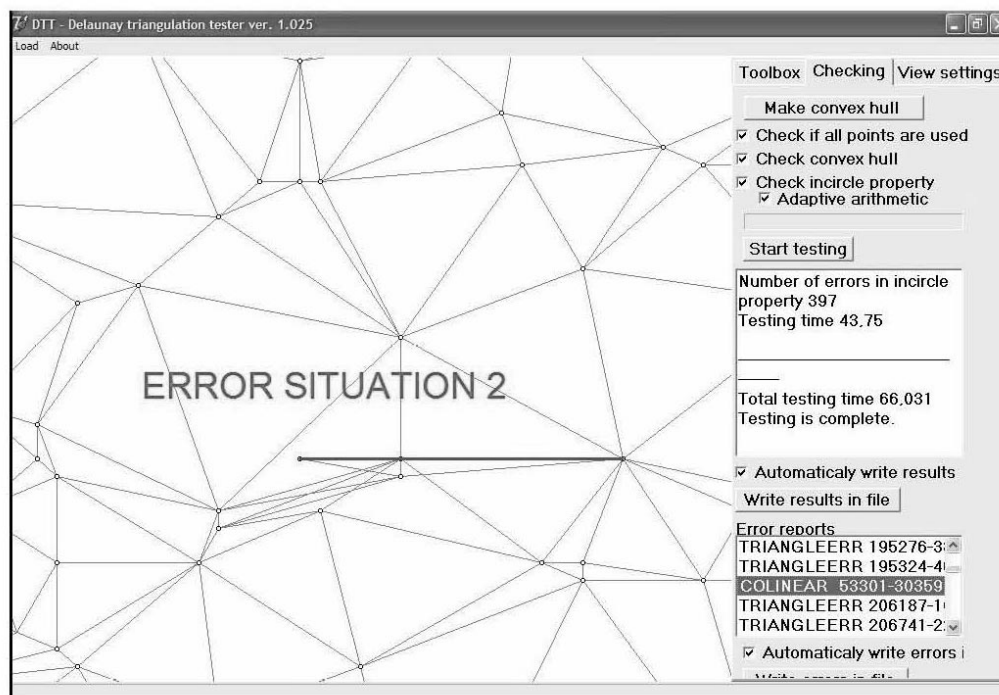 DTT - Delaunay triangulation tester ver. 1.025
Load About
Toolbox Checking View settings
Make convex hull
Check if all points are used
Check convex hull
Check incircle property
Adaptive arithmetic
Start testing
Number of errors in incircle
property 397
Testing time 43,75
Total testing time 66,031
Testing is complete.
ERROR SITUATION 2
Automaticaly write results
Write results in file
Error reports
TRIANGLEERR 195276-3
TRIANGLEERR 195324-4
COLINEAR 53301-30359
TRIANGLEERR 206187-1
TRIANGLEERR 206741-2
Automaticaly write errors i
Write errors in file